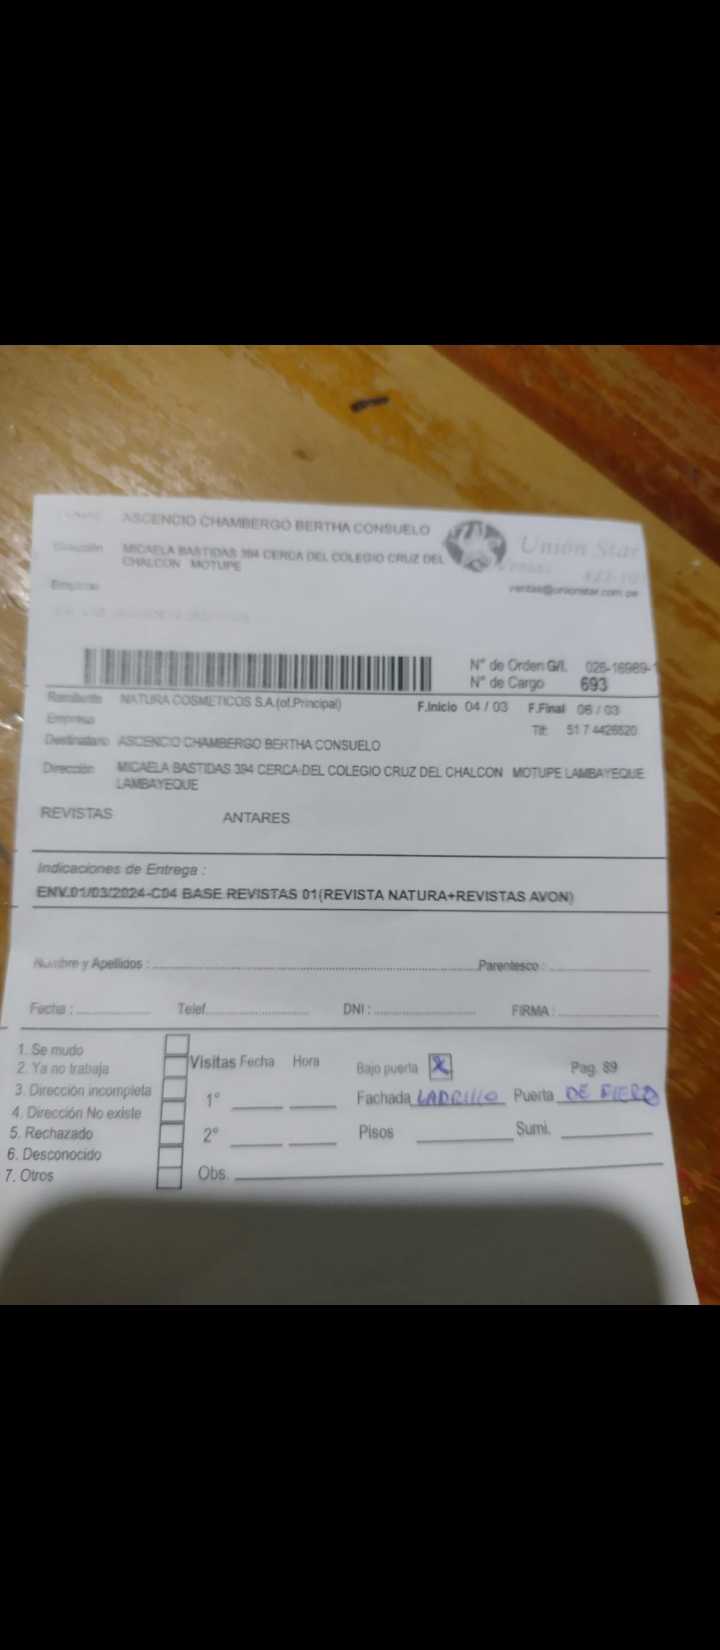 ASCENCIO CHAMBERGO BERTHA CONSUELO
Dirección MICAELA BASTIDAS 394 CERCA DEL COLEGIO CRUZ DEL
CHALCON MOTUPE
Empresa
Unión Star
Ventas
ventas@unionstar.com.pe
N° de Orden G/I. 026-16989-1
N° de Cargo 693
Remitente NATURA COSMETICOS S.A.(of.Principal) F.Inicio 04 / 03 F.Final 06 / 03
Empresa
Tlf: 51 7 4426620
Destinatario ASCENCIO CHAMBERGO BERTHA CONSUELO
Dirección MICAELA BASTIDAS 394 CERCA DEL COLEGIO CRUZ DEL CHALCON MOTUPE LAMBAYEQUE
LAMBAYEQUE
REVISTAS ANTARES
Indicaciones de Entrega :
ENV.01/03/2024-C04 BASE REVISTAS 01(REVISTA NATURA+REVISTAS AVON)
Nombre y Apellidos : Parentesco :
Fecha : Telef. DNI : FIRMA :
1. Se mudo
2. Ya no trabaja
3. Dirección incompleta
4. Dirección No existe
5. Rechazado
6. Desconocido
7. Otros
Visitas Fecha Hora
1°
2°
Obs.
Bajo puerta X Pag. 89
Fachada LADRILLO Puerta DE FIERO
Pisos Sumi.